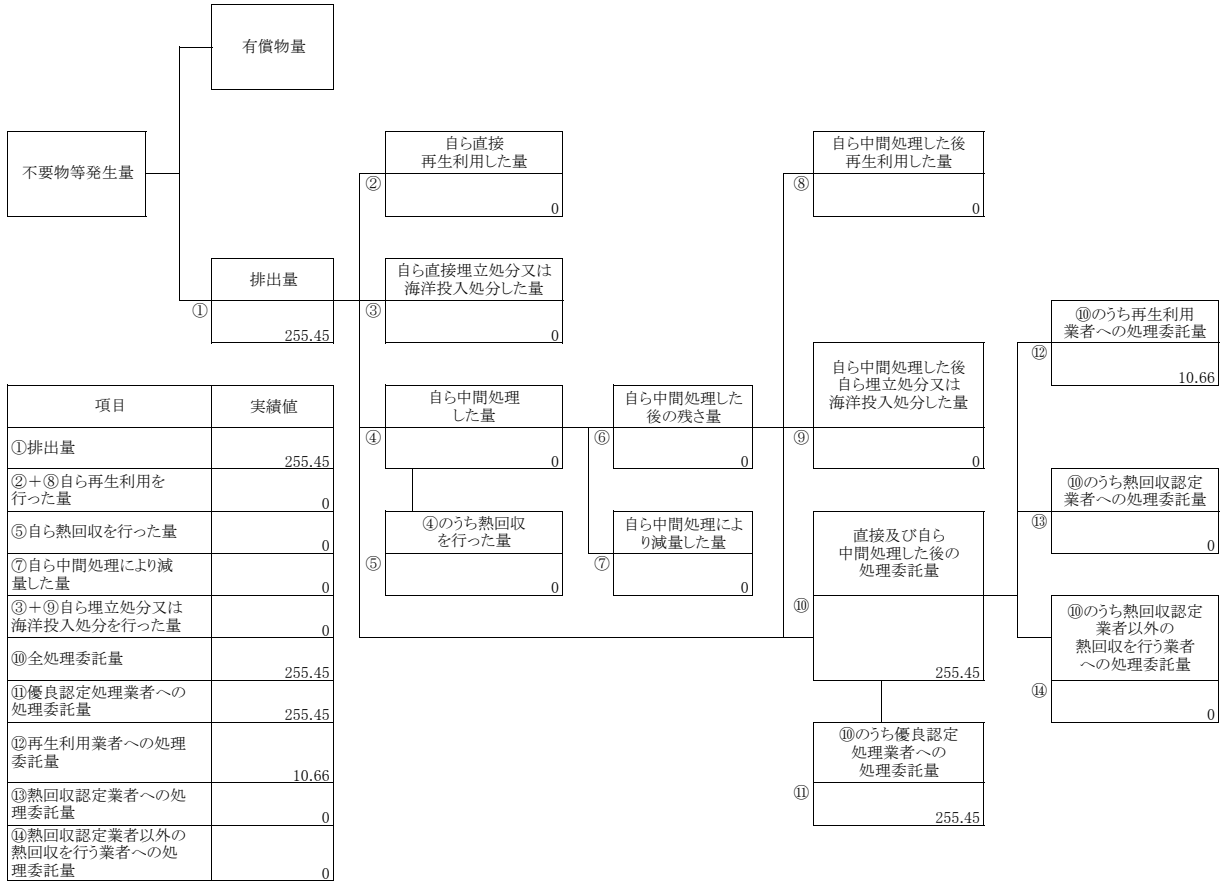 有償物量
不要物等発生量
自ら直接
再生利用した量
②
0
自ら中間処理した後
再生利用した量
⑧
0
排出量
①
255.45
自ら直接埋立処分又は
海洋投入処分した量
③
0
⑩のうち再生利用
業者への処理委託量
⑫
10.66
自ら中間処理
した量
④
0
自ら中間処理した
後の残さ量
⑥
0
自ら中間処理した後
自ら埋立処分又は
海洋投入処分した量
⑨
0
⑩のうち熱回収認定
業者への処理委託量
⑬
0
④のうち熱回収
を行った量
⑤
0
自ら中間処理によ
り減量した量
⑦
0
直接及び自ら
中間処理した後の
処理委託量
⑩
255.45
⑩のうち熱回収認定
業者以外の
熱回収を行う業者
への処理委託量
⑭
0
⑩のうち優良認定
処理業者への
処理委託量
⑪
255.45
項目 実績値
①排出量
255.45
②+⑧自ら再生利用を
行った量
0
⑤自ら熱回収を行った量
0
⑦自ら中間処理により減
量した量
0
③+⑨自ら埋立処分又は
海洋投入処分を行った量
0
⑩全処理委託量
255.45
⑪優良認定処理業者への
処理委託量
255.45
⑫再生利用業者への処理
委託量
10.66
⑬熱回収認定業者への処
理委託量
0
⑭熱回収認定業者以外の
熱回収を行う業者への処
理委託量
0